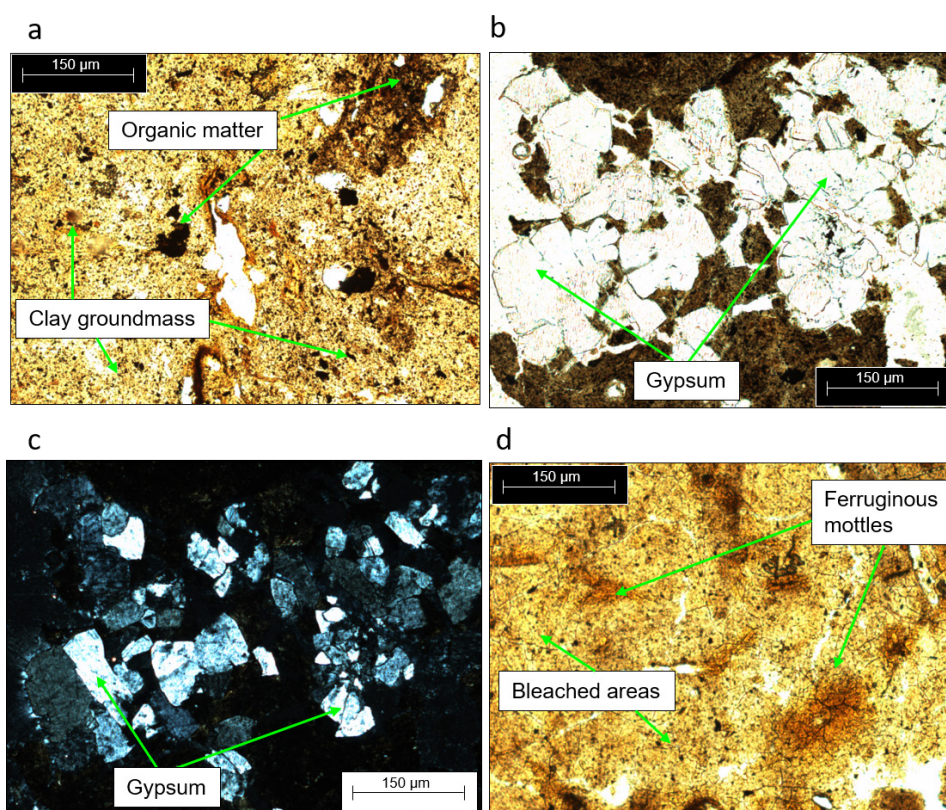 a
150 µm
Organic matter
Clay groundmass
b
Gypsum
150 µm
c
Gypsum
150 µm
d
150 µm
Ferruginous
mottles
Bleached areas